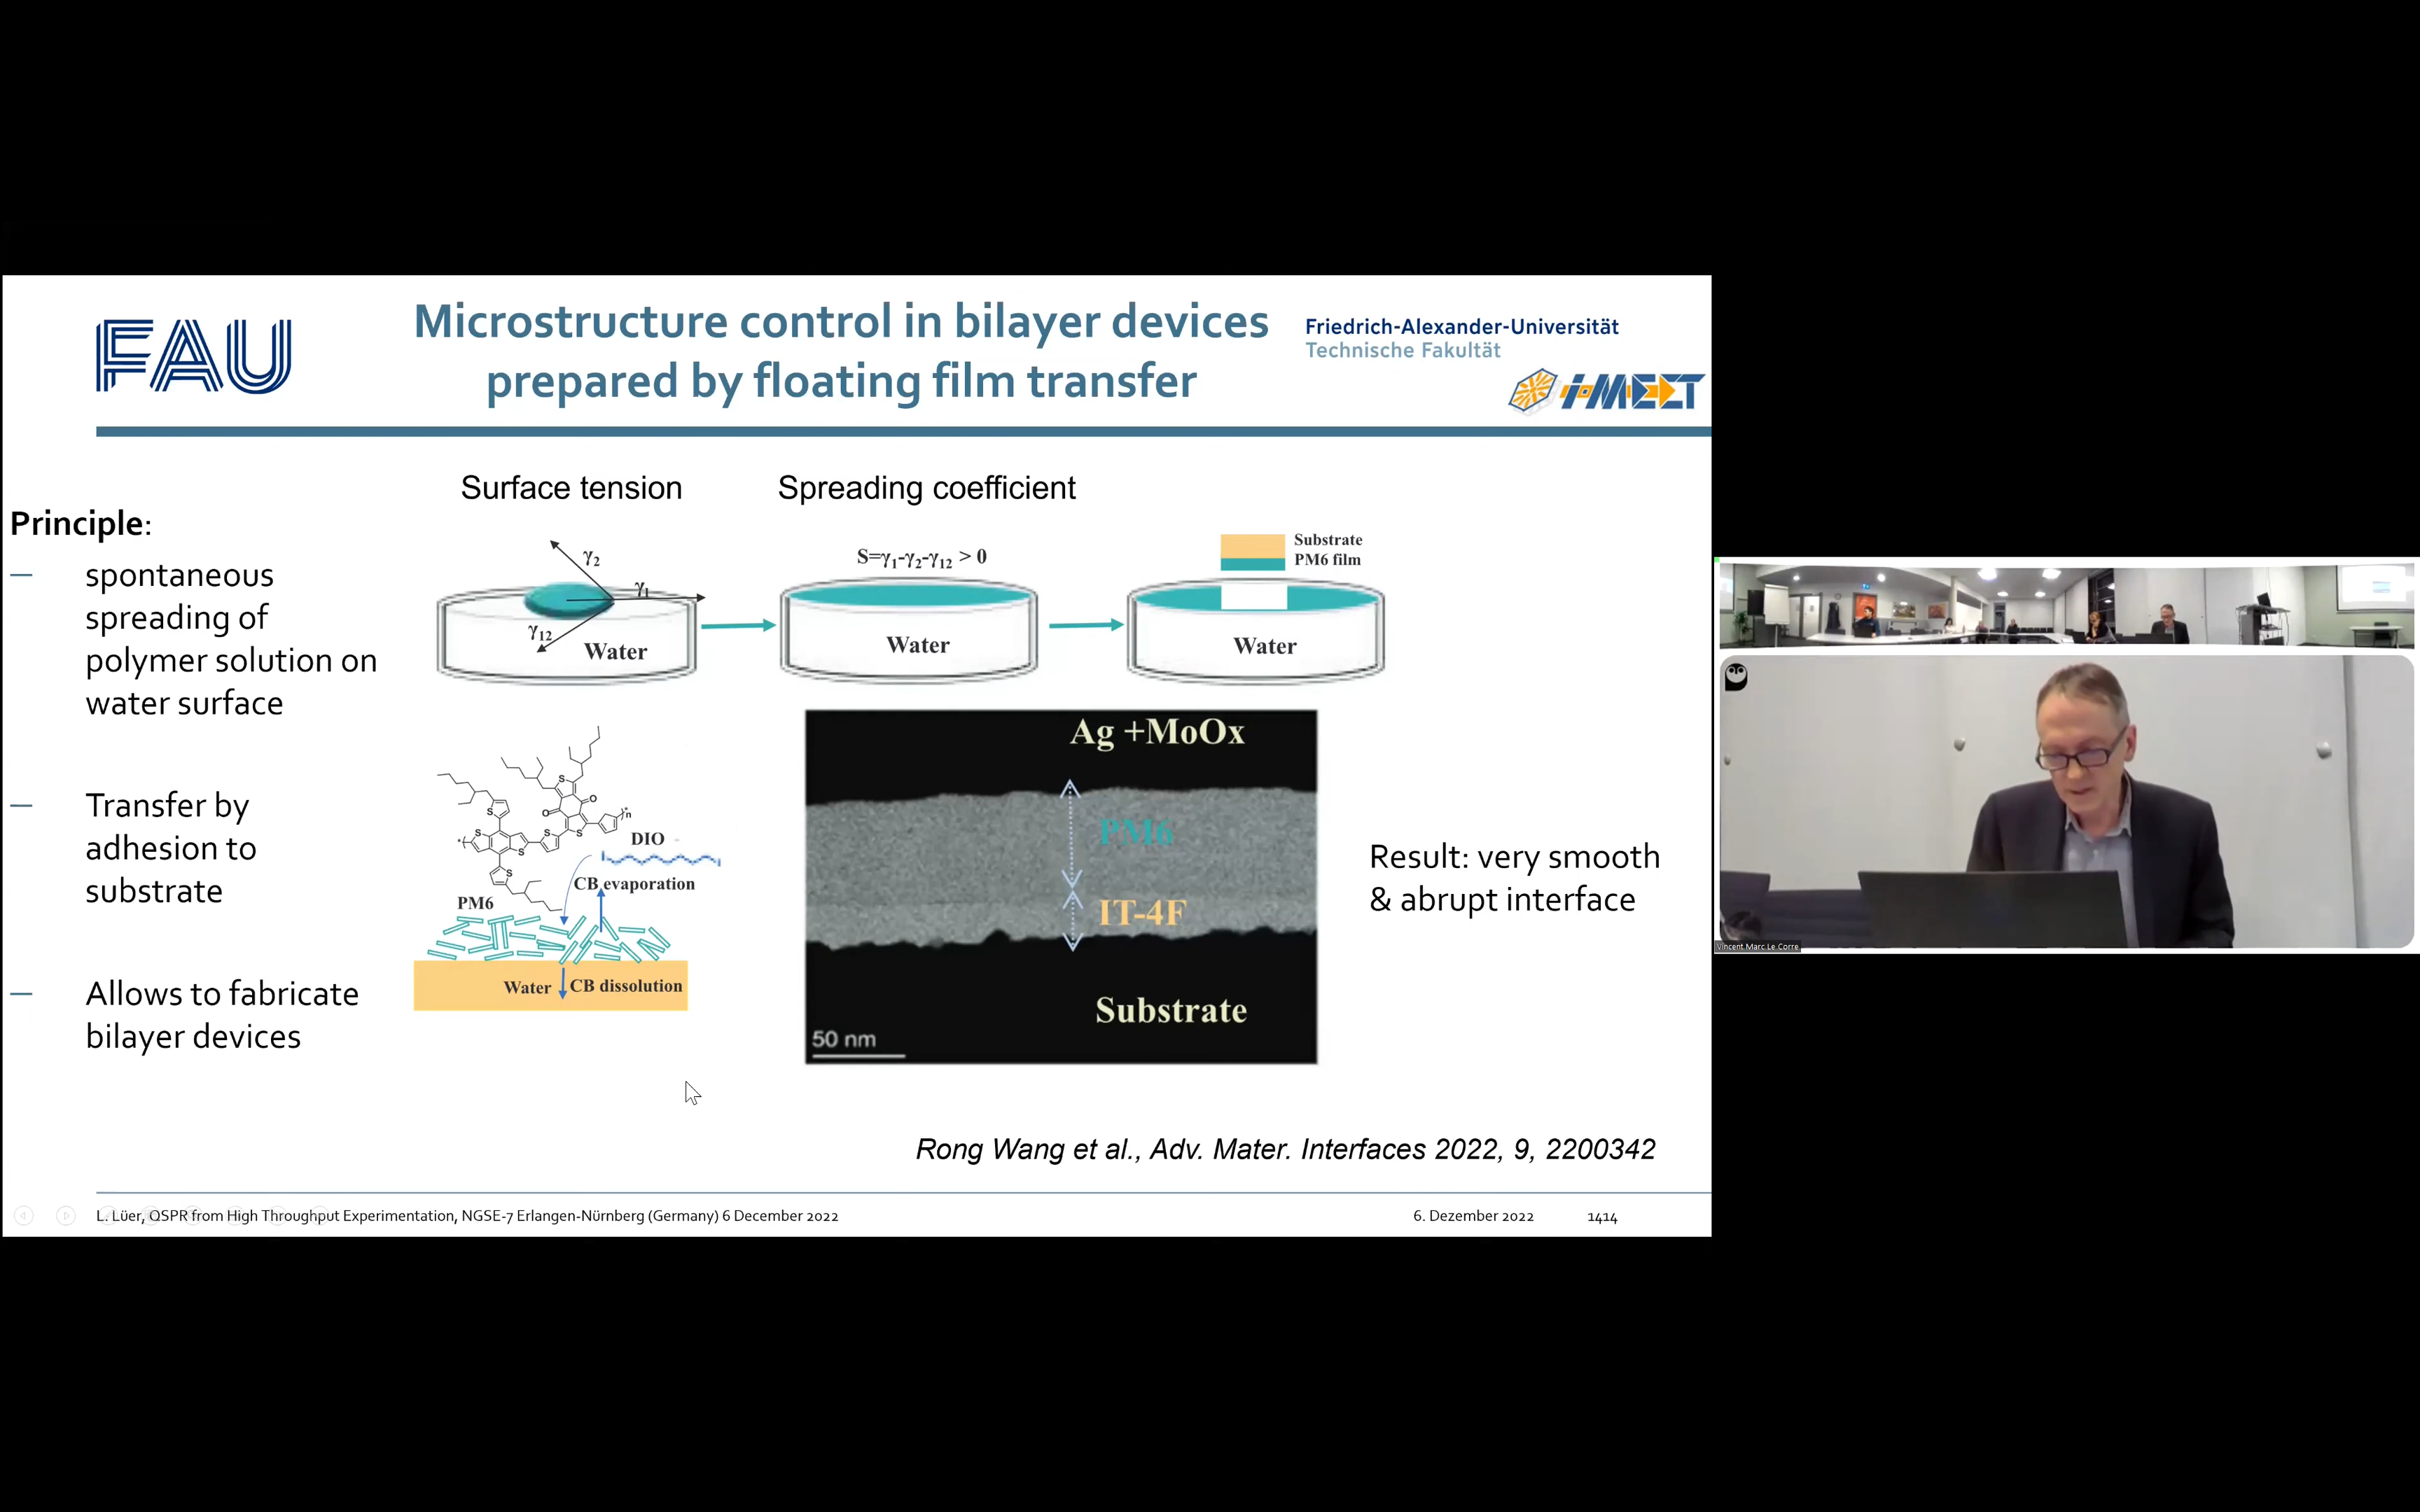 FAU
Microstructure control in bilayer devices
prepared by floating film transfer
Friedrich-Alexander-Universität
Technische Fakultät
i-MEET
Surface tension
Spreading coefficient
Principle:
— spontaneous
spreading of
polymer solution on
water surface
— Transfer by
adhesion to
substrate
— Allows to fabricate
bilayer devices
γ2
γ1
γ12
Water
S=γ1-γ2-γ12 > 0
Water
Substrate
PM6 film
Water
S
S
O
O
S
S
S
S
S
S
n
DIO
CB evaporation
PM6
Water
CB dissolution
Ag +MoOx
PM6
IT-4F
Substrate
50 nm
Result: very smooth
& abrupt interface
Rong Wang et al., Adv. Mater. Interfaces 2022, 9, 2200342
L. Lüer, QSPR from High Throughput Experimentation, NGSE-7 Erlangen-Nürnberg (Germany) 6 December 2022
6. Dezember 2022
1414
Vincent Marc Le Corre